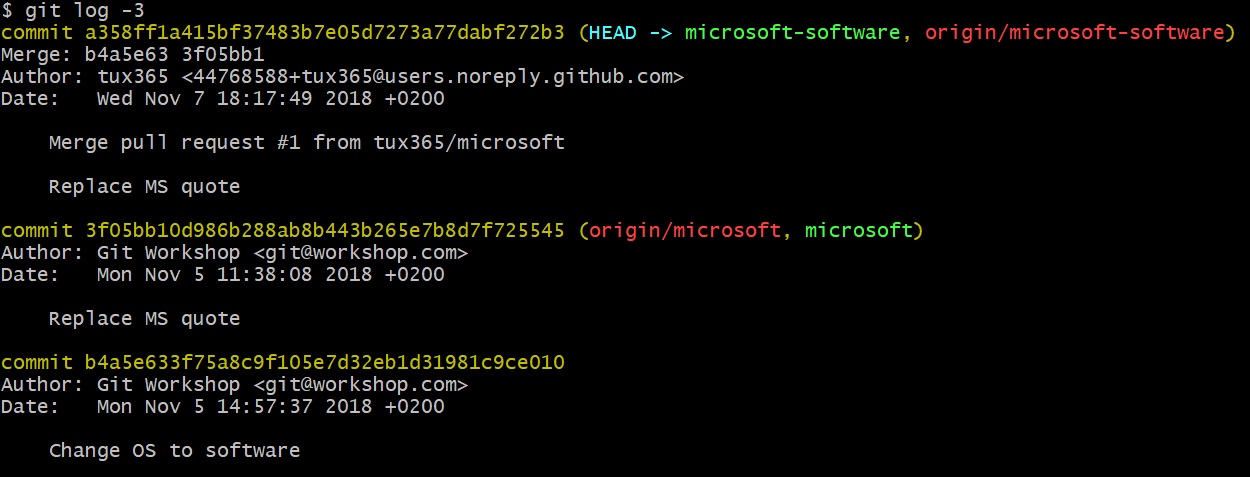 $ git log -3
commit a358ff1a415bf37483b7e05d7273a77dabf272b3 (HEAD -> microsoft-software, origin/microsoft-software)
Merge: b4a5e63 3f05bb1
Author: tux365 <44768588+tux365@users.noreply.github.com>
Date:   Wed Nov 7 18:17:49 2018 +0200
Merge pull request #1 from tux365/microsoft
Replace MS quote
commit 3f05bb10d986b288ab8b443b265e7b8d7f725545 (origin/microsoft, microsoft)
Author: Git Workshop <git@workshop.com>
Date:   Mon Nov 5 11:38:08 2018 +0200
Replace MS quote
commit b4a5e633f75a8c9f105e7d32eb1d31981c9ce010
Author: Git Workshop <git@workshop.com>
Date:   Mon Nov 5 14:57:37 2018 +0200
Change OS to software